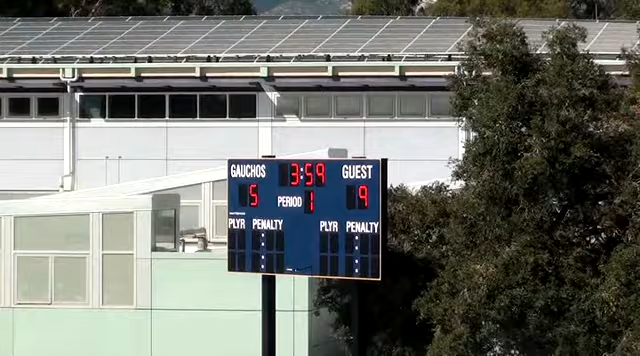 GAUCHOS 3:59 GUEST
5 PERIOD 1 9
PLYR PENALTY PLYR PENALTY